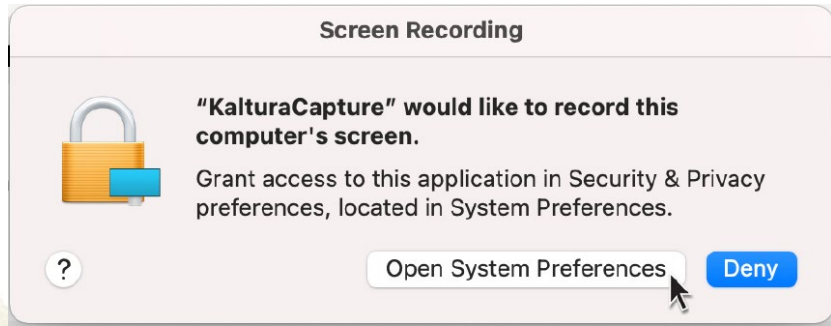 Screen Recording
“KalturaCapture” would like to record this
computer's screen.
Grant access to this application in Security & Privacy
preferences, located in System Preferences.
?
Open System Preferences
Deny